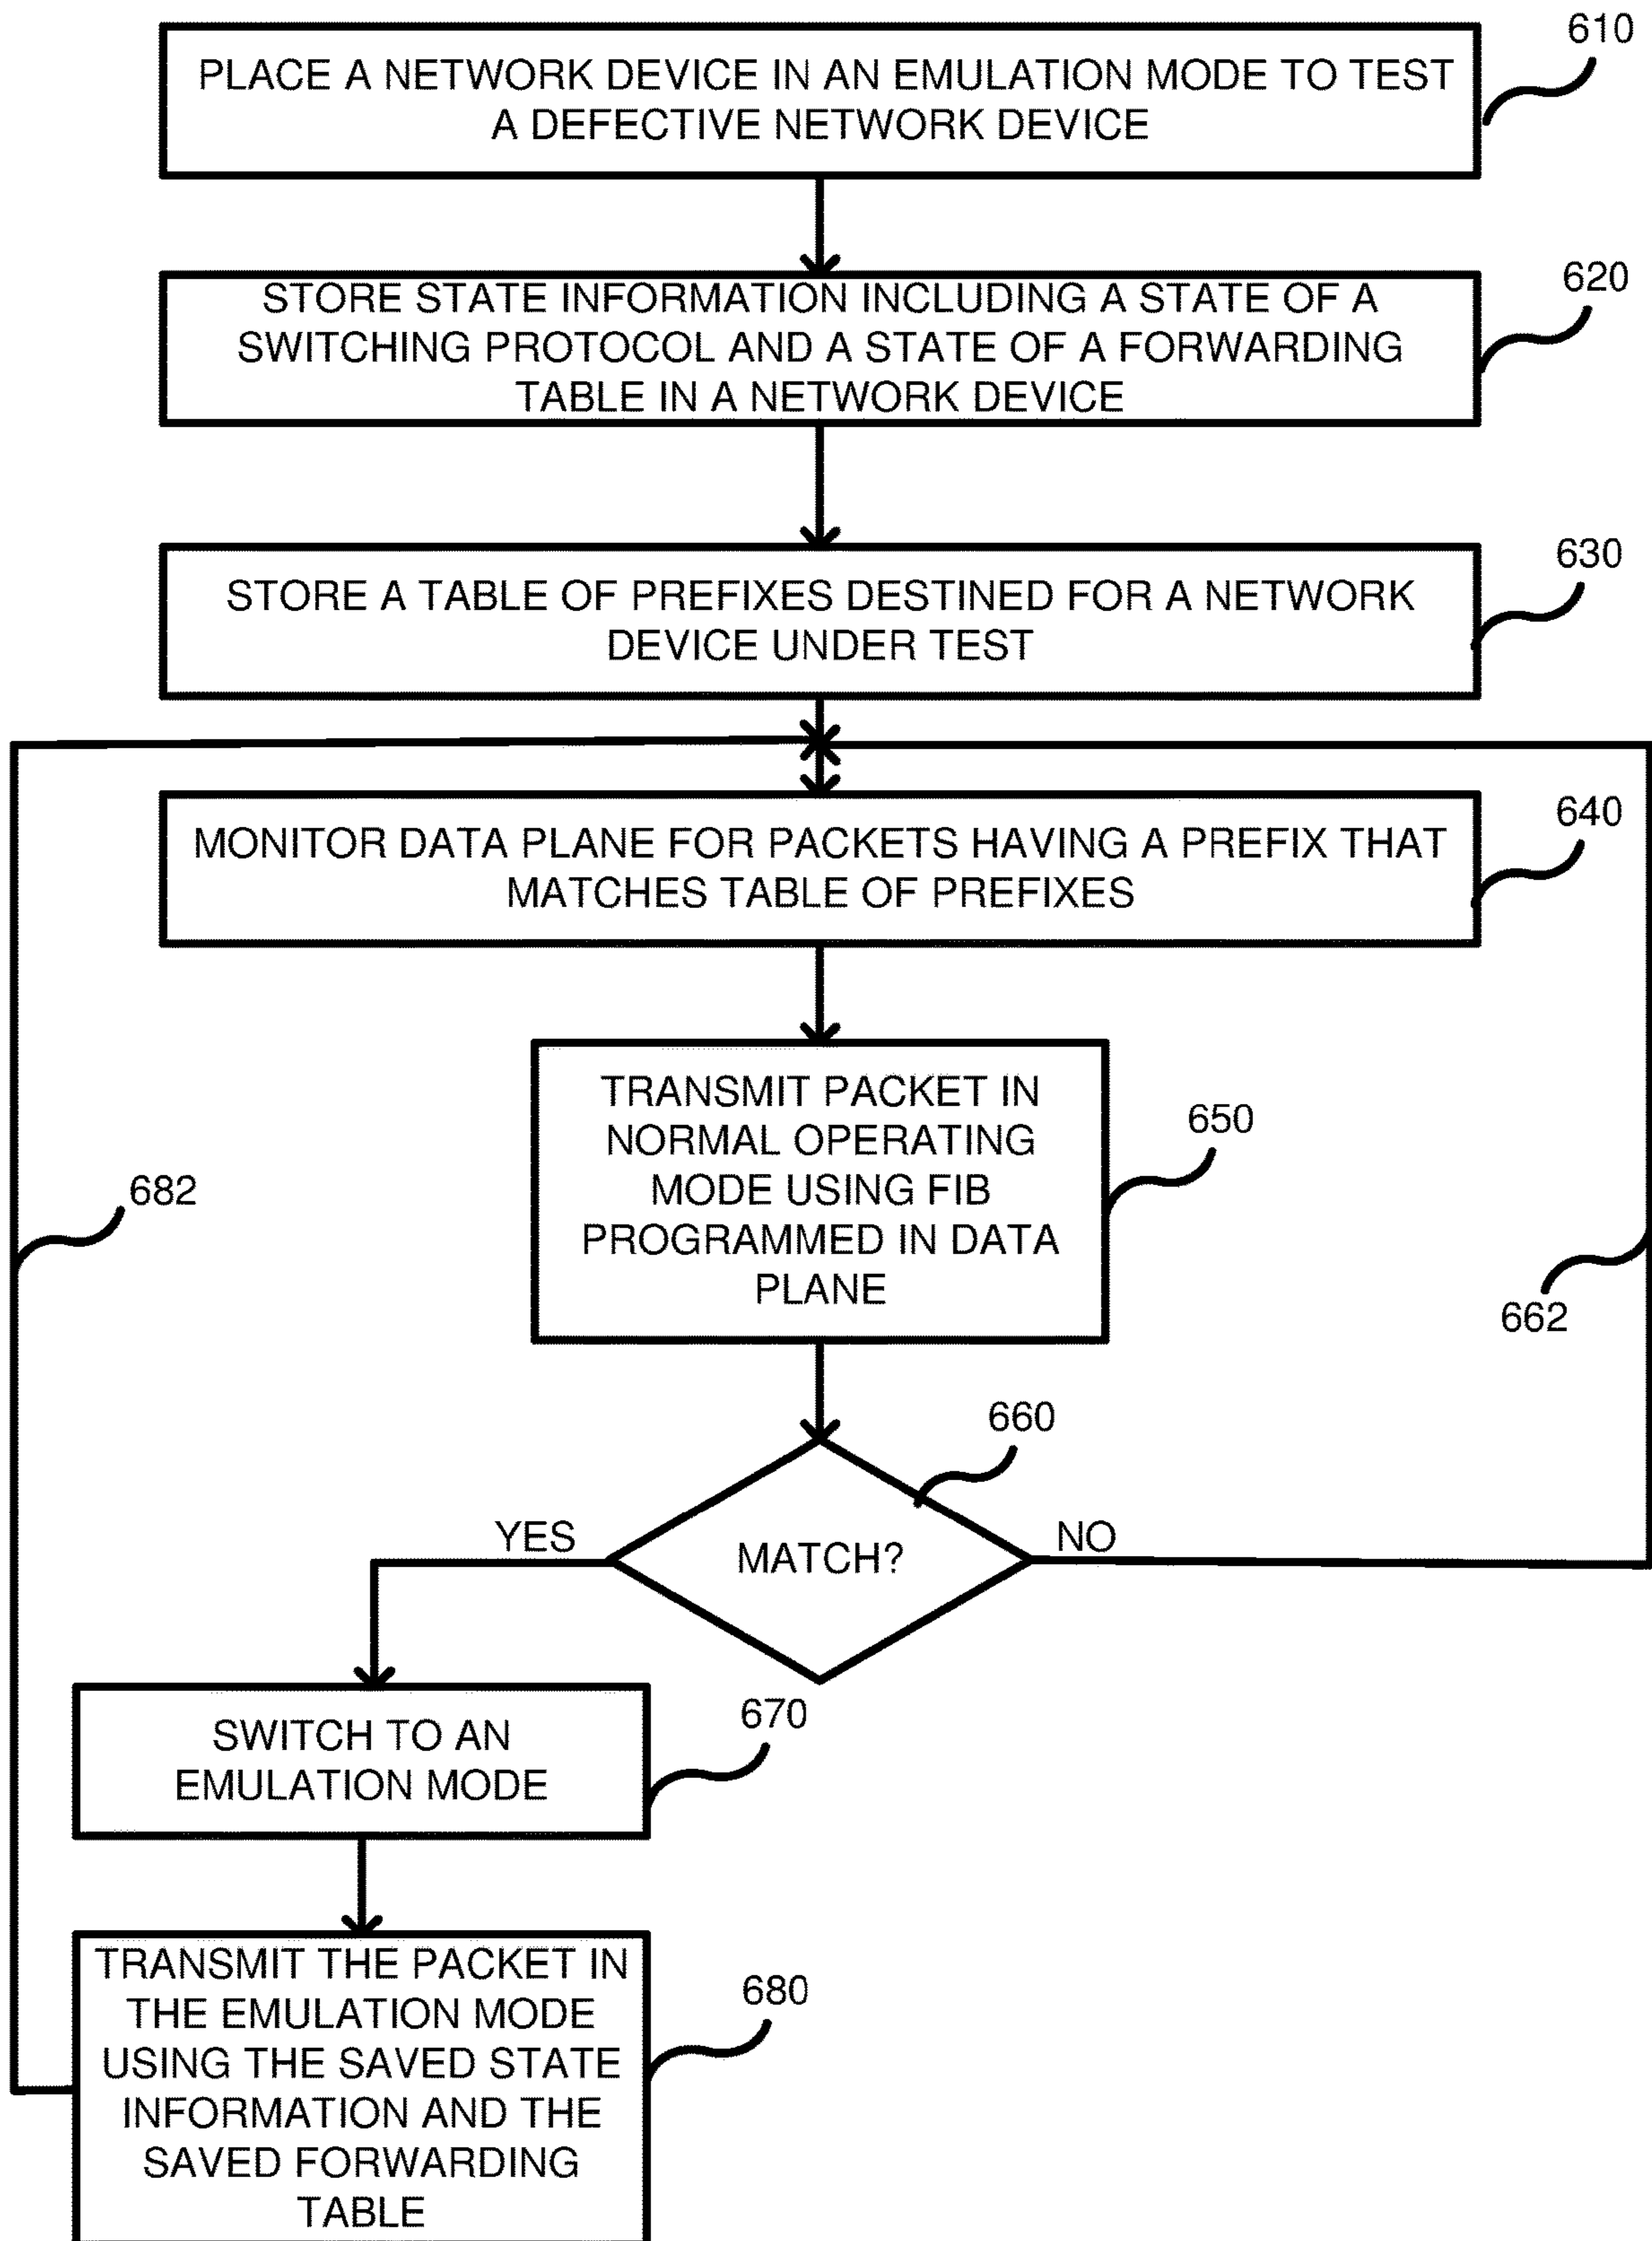 610
PLACE A NETWORK DEVICE IN AN EMULATION MODE TO TEST
A DEFECTIVE NETWORK DEVICE
620
STORE STATE INFORMATION INCLUDING A STATE OF A
SWITCHING PROTOCOL AND A STATE OF A FORWARDING
TABLE IN A NETWORK DEVICE
630
STORE A TABLE OF PREFIXES DESTINED FOR A NETWORK
DEVICE UNDER TEST
640
MONITOR DATA PLANE FOR PACKETS HAVING A PREFIX THAT
MATCHES TABLE OF PREFIXES
TRANSMIT PACKET IN
NORMAL OPERATING
MODE USING FIB
PROGRAMMED IN DATA
PLANE
650
682
662
660
YES
MATCH?
NO
SWITCH TO AN
EMULATION MODE
670
TRANSMIT THE PACKET IN
THE EMULATION MODE
USING THE SAVED STATE
INFORMATION AND THE
SAVED FORWARDING
TABLE
680